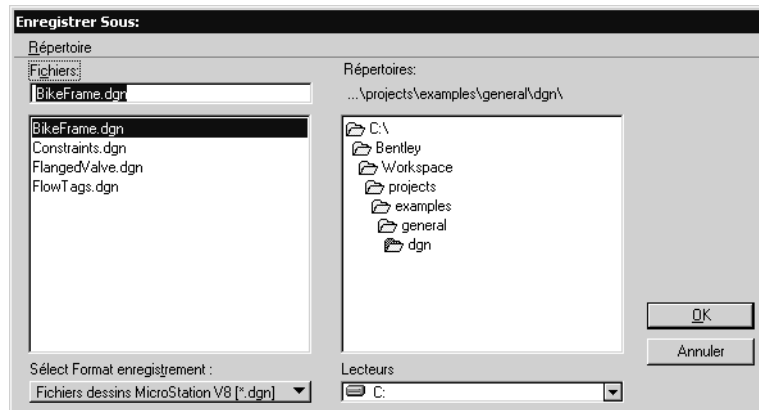 Enregistrer Sous:
Répertoire
Fichiers:
BikeFrame.dgn
BikeFrame.dgn
Constraints.dgn
FlangedValve.dgn
FlowTags.dgn
Sélect Format enregistrement :
Fichiers dessins MicroStation V8 [*.dgn]
Répertoires:
...\projects\examples\general\dgn\
C:\
Bentley
Workspace
projects
examples
general
dgn
Lecteurs
C:
OK
Annuler